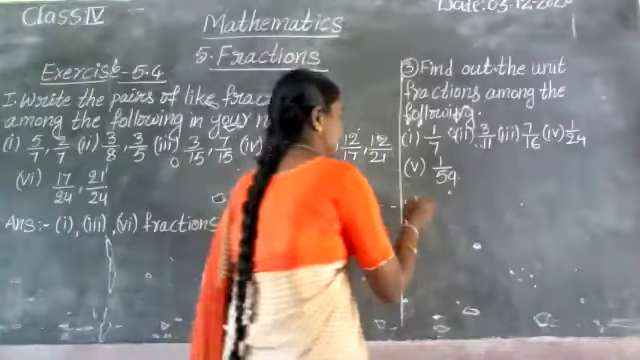 Class IV
Mathematics
Date: 03-12-202
5. Fractions
Exercise-5.4
I. Write the pairs of like frac
among the following in your n
(i) 5/7, 2/7 (ii) 3/8, 3/5 (iii) 3/15, 7/15 (iv) 12/17, 12/21
(vi) 17/24, 21/24
Ans:- (i), (iii), (vi) fractions
③ Find out the unit
fractions among the
following.
(i) 1/7 (ii) 3/11 (iii) 7/16 (iv) 1/24
(v) 1/59